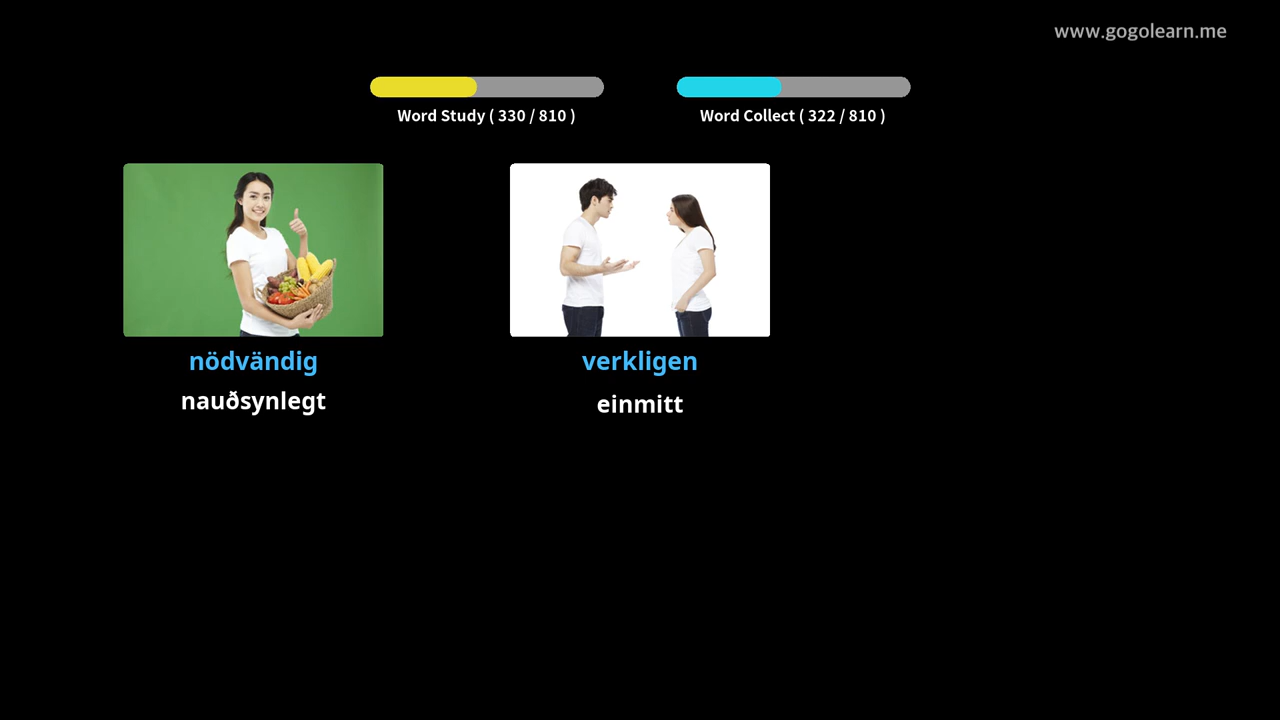 www.gogolearn.me
Word Study ( 330 / 810 )
Word Collect ( 322 / 810 )
nödvändig
nauðsynlegt
verkligen
einmitt